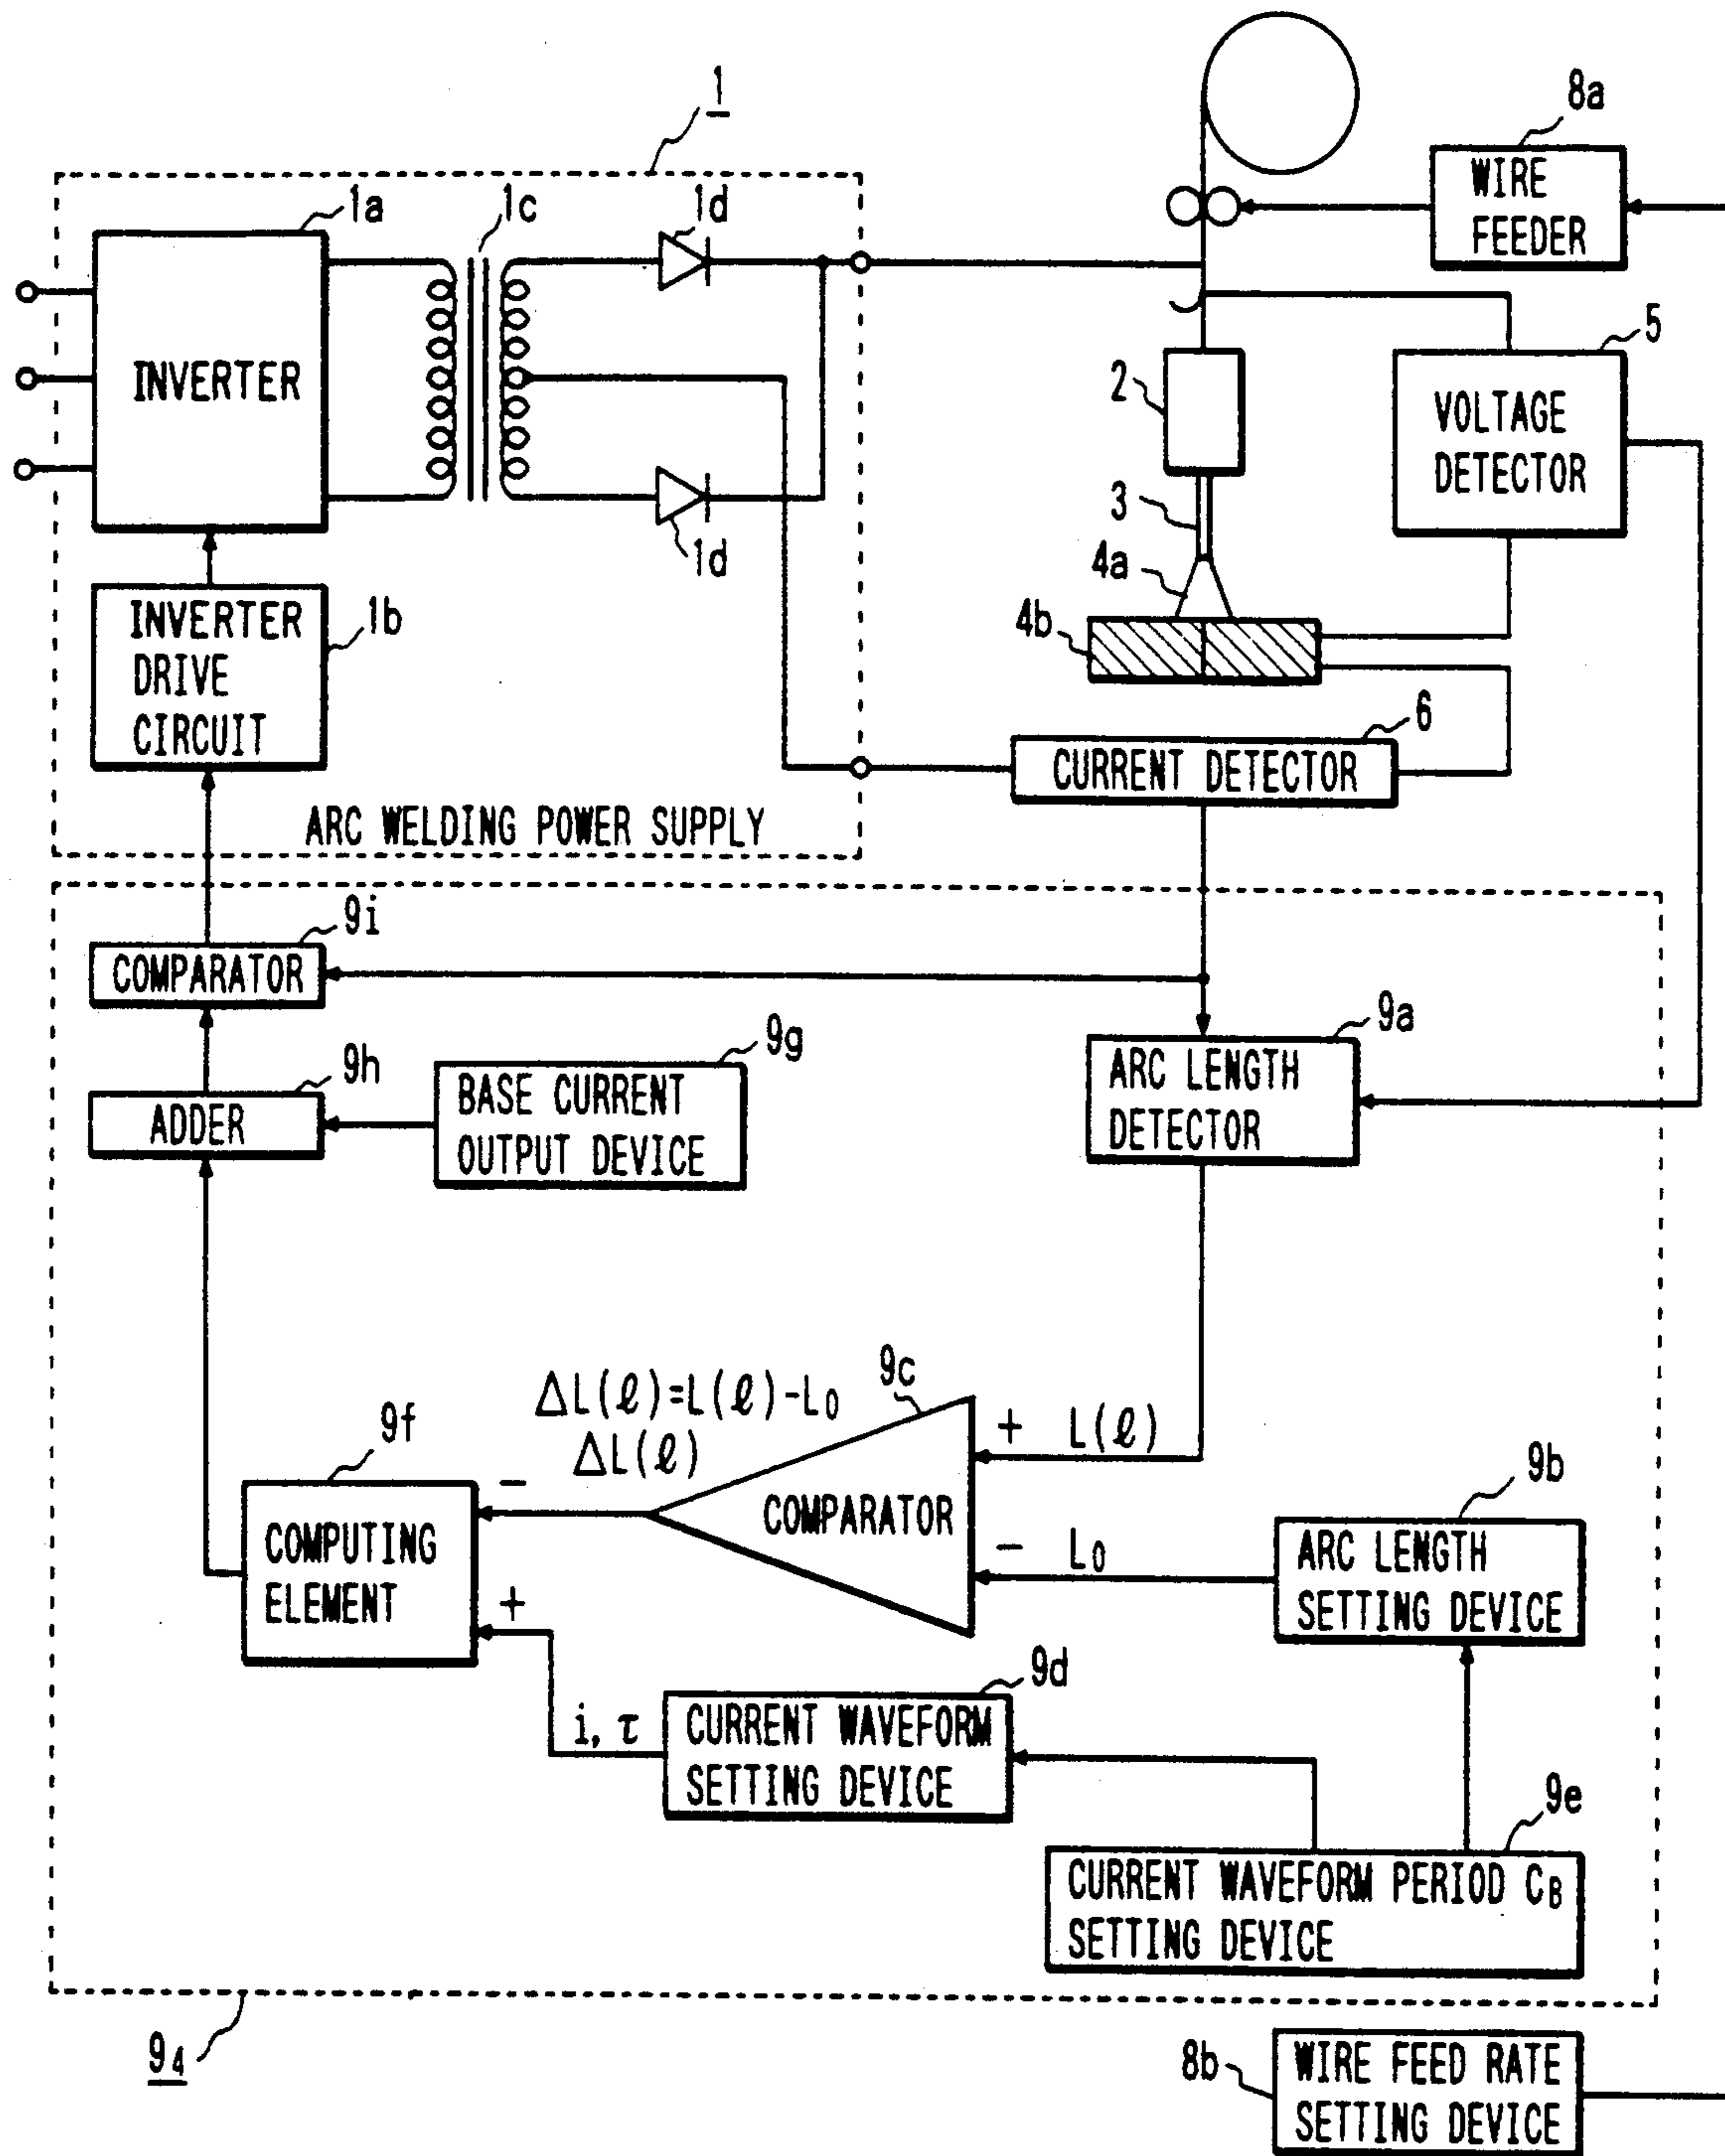 1
8a
WIRE
FEEDER
1a
1c
1d
INVERTER
5
2
VOLTAGE
DETECTOR
3
1d
4a
INVERTER
DRIVE
CIRCUIT
1b
4b
6
CURRENT DETECTOR
ARC WELDING POWER SUPPLY
9i
COMPARATOR
9a
9g
9h
ARC LENGTH
DETECTOR
BASE CURRENT
OUTPUT DEVICE
ADDER
9c
ΔL(ℓ)=L(ℓ)-L0
ΔL(ℓ)
+ L(ℓ)
9f
9b
-
COMPARATOR
COMPUTING
ELEMENT
- L0
ARC LENGTH
SETTING DEVICE
+
9d
i, τ
CURRENT WAVEFORM
SETTING DEVICE
9e
CURRENT WAVEFORM PERIOD CB
SETTING DEVICE
94
8b
WIRE FEED RATE
SETTING DEVICE